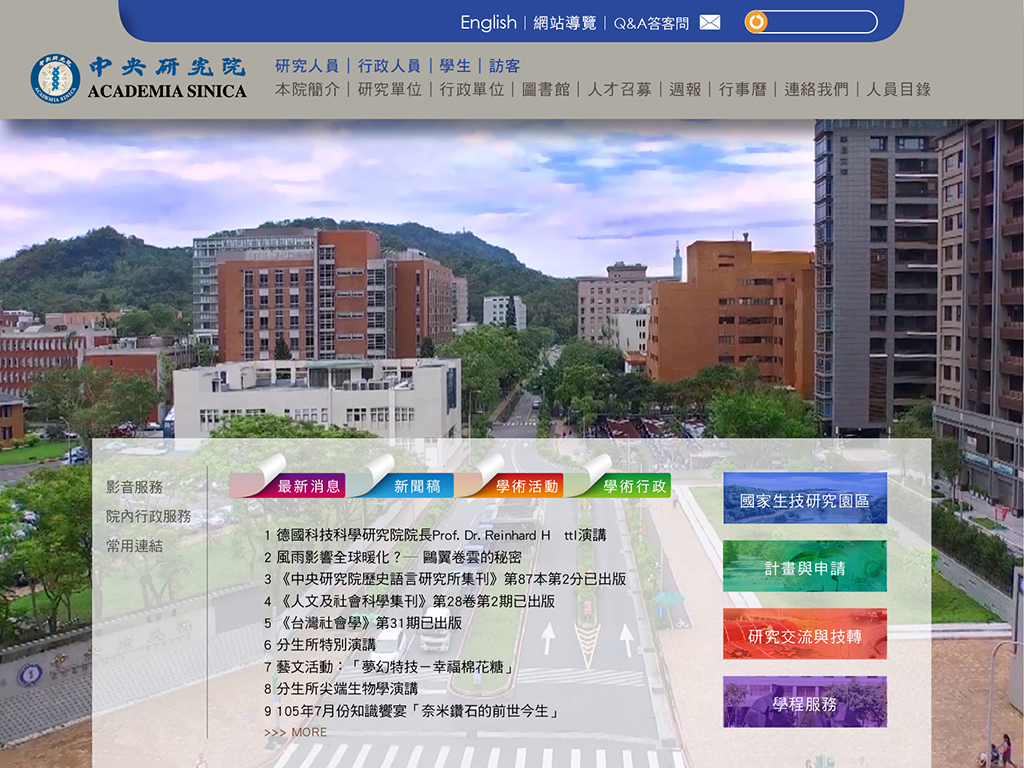 English｜網站導覽｜Q&A答客問
中央研究院
ACADEMIA SINICA
研究人員｜行政人員｜學生｜訪客
本院簡介｜研究單位｜行政單位｜圖書館｜人才召募｜週報｜行事曆｜連絡我們｜人員目錄
影音服務
院內行政服務
常用連結
最新消息
新聞稿
學術活動
學術行政
1 德國科技科學研究院院長Prof. Dr. Reinhard H ttl演講
2 風雨影響全球暖化？── 鷗翼卷雲的秘密
3 《中央研究院歷史語言研究所集刊》第87本第2分已出版
4 《人文及社會科學集刊》第28卷第2期已出版
5 《台灣社會學》第31期已出版
6 分生所特別演講
7 藝文活動：「夢幻特技－幸福棉花糖」
8 分生所尖端生物學演講
9 105年7月份知識饗宴「奈米鑽石的前世今生」
>>> MORE
國家生技研究園區
計畫與申請
研究交流與技轉
學程服務